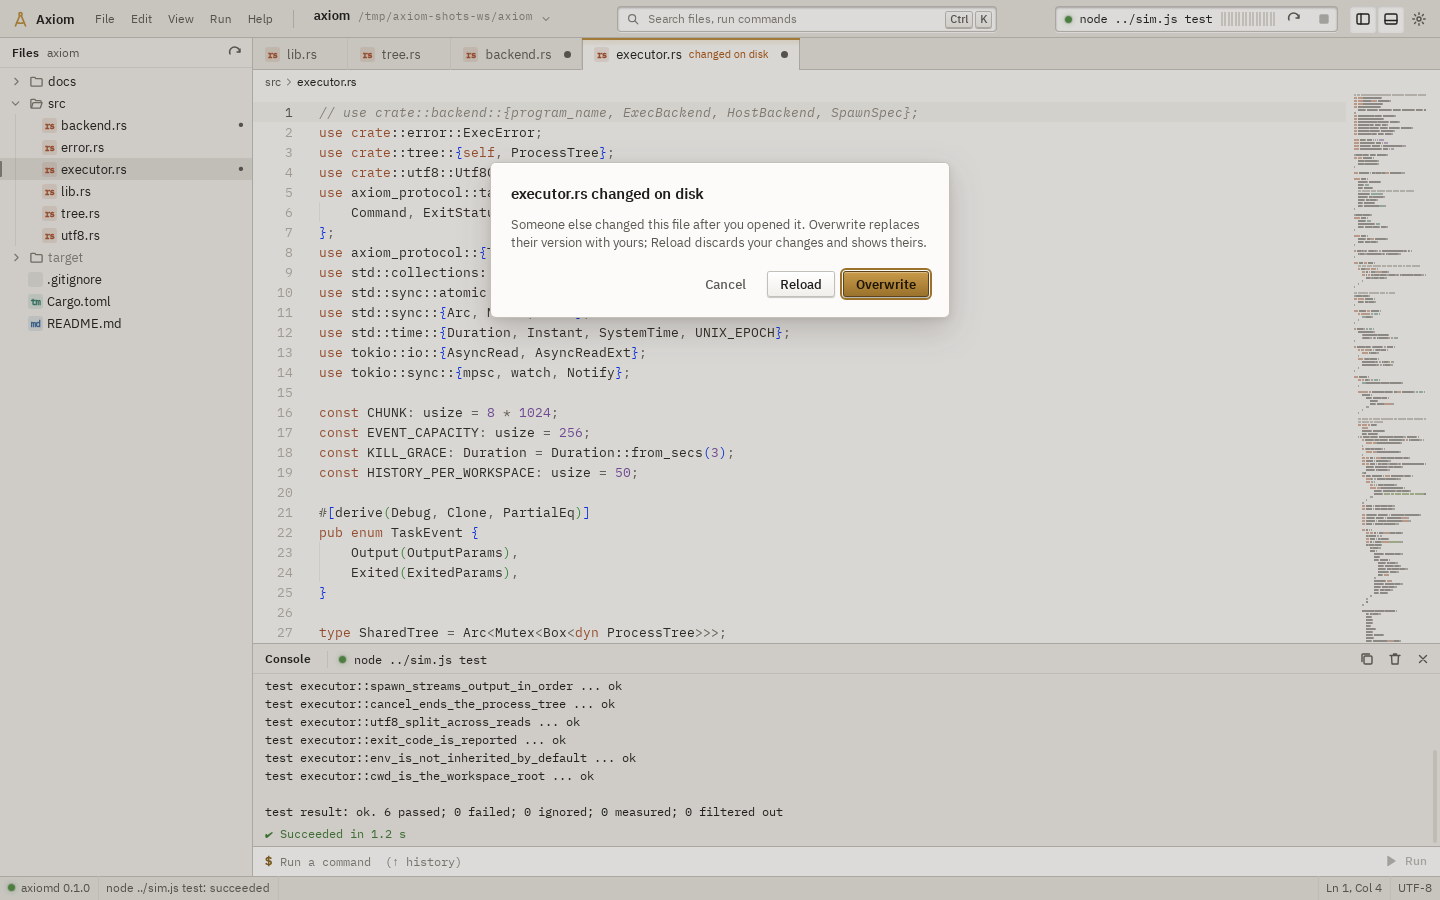 Axiom File Edit View Run Help axiom /tmp/axiom-shots-ws/axiom Search files, run commands Ctrl K node ../sim.js test
Files axiom
docs
src
rs backend.rs
rs error.rs
rs executor.rs
rs lib.rs
rs tree.rs
rs utf8.rs
target
.gitignore
tm Cargo.toml
md README.md
rs lib.rs rs tree.rs rs backend.rs rs executor.rs changed on disk
src > executor.rs
1 // use crate::backend::{program_name, ExecBackend, HostBackend, SpawnSpec};
2 use crate::error::ExecError;
3 use crate::tree::{self, ProcessTree};
4 use crate::utf8::Utf8
5 use axiom_protocol::ta
6 Command, ExitStatu
7 };
8 use axiom_protocol::{
9 use std::collections:
10 use std::sync::atomic
11 use std::sync::{Arc,
12 use std::time::{Duration, Instant, SystemTime, UNIX_EPOCH};
13 use tokio::io::{AsyncRead, AsyncReadExt};
14 use tokio::sync::{mpsc, watch, Notify};
15
16 const CHUNK: usize = 8 * 1024;
17 const EVENT_CAPACITY: usize = 256;
18 const KILL_GRACE: Duration = Duration::from_secs(3);
19 const HISTORY_PER_WORKSPACE: usize = 50;
20
21 #[derive(Debug, Clone, PartialEq)]
22 pub enum TaskEvent {
23 Output(OutputParams),
24 Exited(ExitedParams),
25 }
26
27 type SharedTree = Arc<Mutex<Box<dyn ProcessTree>>>;
executor.rs changed on disk
Someone else changed this file after you opened it. Overwrite replaces
their version with yours; Reload discards your changes and shows theirs.
Cancel Reload Overwrite
Console node ../sim.js test
test executor::spawn_streams_output_in_order ... ok
test executor::cancel_ends_the_process_tree ... ok
test executor::utf8_split_across_reads ... ok
test executor::exit_code_is_reported ... ok
test executor::env_is_not_inherited_by_default ... ok
test executor::cwd_is_the_workspace_root ... ok
test result: ok. 6 passed; 0 failed; 0 ignored; 0 measured; 0 filtered out
✔ Succeeded in 1.2 s
$ Run a command (↑ history) Run
axiomd 0.1.0 node ../sim.js test: succeeded Ln 1, Col 4 UTF-8